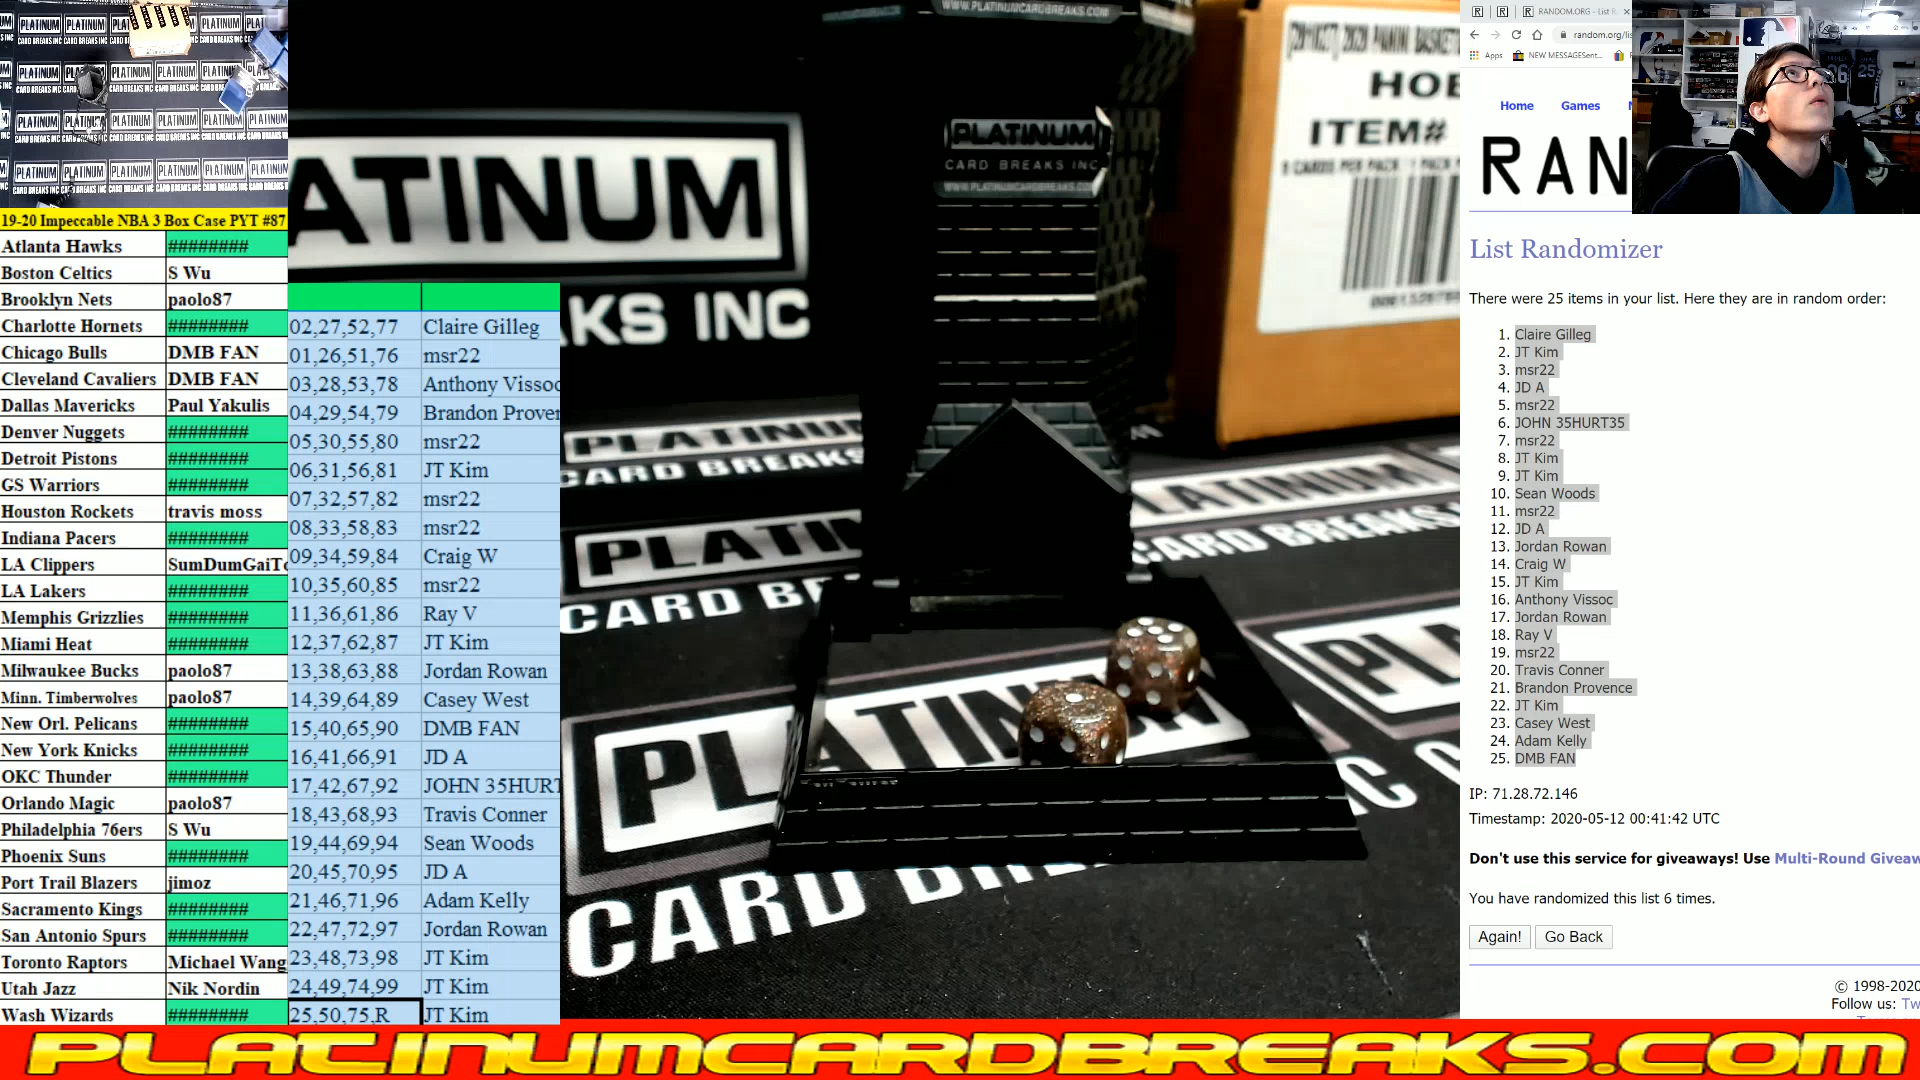 19-20 Impeccable NBA 3 Box Case PYT #87
Atlanta Hawks ########
Boston Celtics S Wu
Brooklyn Nets paolo87
Charlotte Hornets ########
Chicago Bulls DMB FAN
Cleveland Cavaliers DMB FAN
Dallas Mavericks Paul Yakulis
Denver Nuggets ########
Detroit Pistons ########
GS Warriors ########
Houston Rockets travis moss
Indiana Pacers ########
LA Clippers SumDumGaiTo
LA Lakers ########
Memphis Grizzlies ########
Miami Heat ########
Milwaukee Bucks paolo87
Minn. Timberwolves paolo87
New Orl. Pelicans ########
New York Knicks ########
OKC Thunder ########
Orlando Magic paolo87
Philadelphia 76ers S Wu
Phoenix Suns ########
Port Trail Blazers jimoz
Sacramento Kings ########
San Antonio Spurs ########
Toronto Raptors Michael Wang
Utah Jazz Nik Nordin
Wash Wizards ########
02,27,52,77 Claire Gilleg
01,26,51,76 msr22
03,28,53,78 Anthony Vissoc
04,29,54,79 Brandon Proven
05,30,55,80 msr22
06,31,56,81 JT Kim
07,32,57,82 msr22
08,33,58,83 msr22
09,34,59,84 Craig W
10,35,60,85 msr22
11,36,61,86 Ray V
12,37,62,87 JT Kim
13,38,63,88 Jordan Rowan
14,39,64,89 Casey West
15,40,65,90 DMB FAN
16,41,66,91 JD A
17,42,67,92 JOHN 35HURT
18,43,68,93 Travis Conner
19,44,69,94 Sean Woods
20,45,70,95 JD A
21,46,71,96 Adam Kelly
22,47,72,97 Jordan Rowan
23,48,73,98 JT Kim
24,49,74,99 JT Kim
25,50,75,R JT Kim
WWW.PLATINUMCARDBREAKS.COM
PLATINUM
CARD BREAKS INC
ATINUM
KS INC
HOB
ITEM#
RANDOM.ORG - List R
random.org/lis
Apps NEW MESSAGESent...
Home Games
RAN
List Randomizer
There were 25 items in your list. Here they are in random order:
1. Claire Gilleg
2. JT Kim
3. msr22
4. JD A
5. msr22
6. JOHN 35HURT35
7. msr22
8. JT Kim
9. JT Kim
10. Sean Woods
11. msr22
12. JD A
13. Jordan Rowan
14. Craig W
15. JT Kim
16. Anthony Vissoc
17. Jordan Rowan
18. Ray V
19. msr22
20. Travis Conner
21. Brandon Provence
22. JT Kim
23. Casey West
24. Adam Kelly
25. DMB FAN
IP: 71.28.72.146
Timestamp: 2020-05-12 00:41:42 UTC
Don't use this service for giveaways! Use Multi-Round Giveaw
You have randomized this list 6 times.
Again! Go Back
© 1998-2020
Follow us: Tw
PLATINUMCARDBREAKS.COM